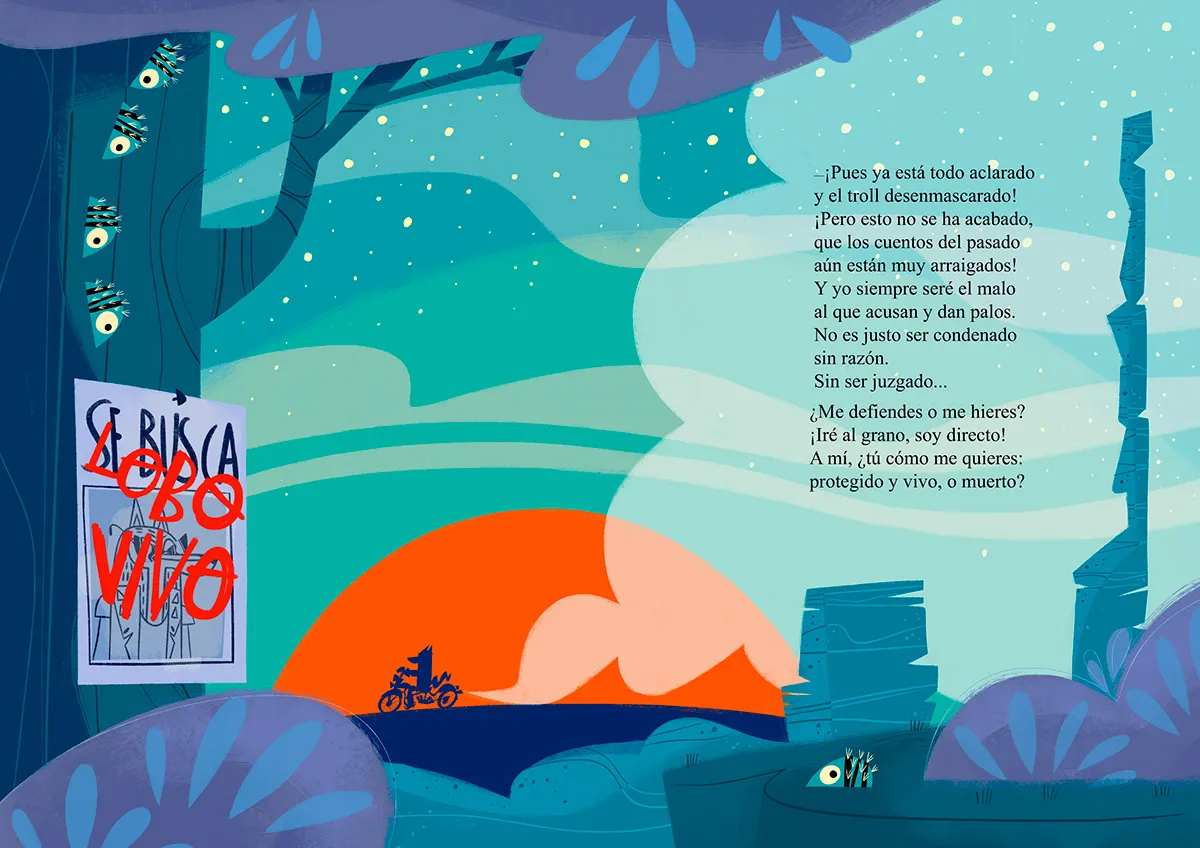 SE BUSCA
LOBO
VIVO
–¡Pues ya está todo aclarado
y el troll desenmascarado!
¡Pero esto no se ha acabado,
que los cuentos del pasado
aún están muy arraigados!
Y yo siempre seré el malo
al que acusan y dan palos.
No es justo ser condenado
sin razón.
Sin ser juzgado...
¿Me defiendes o me hieres?
¡Iré al grano, soy directo!
A mí, ¿tú cómo me quieres:
protegido y vivo, o muerto?